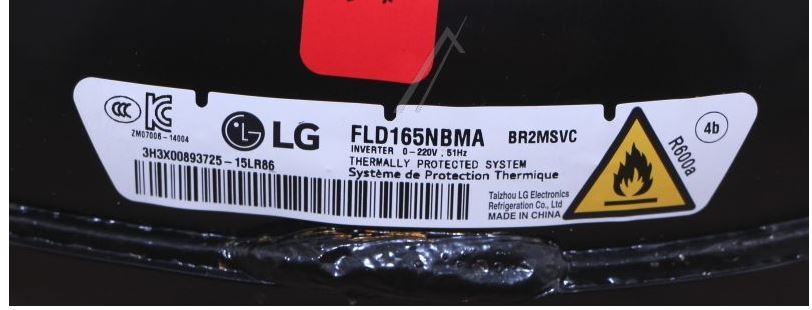 ZM07006-14004
3H3X00893725-15LR86
LG
FLD165NBMA BR2MSVC
INVERTER 0-220V, 51Hz
THERMALLY PROTECTED SYSTEM
Système de Protection Thermique
Taizhou LG Electronics
Refrigeration Co., Ltd
MADE IN CHINA
R600a
4b